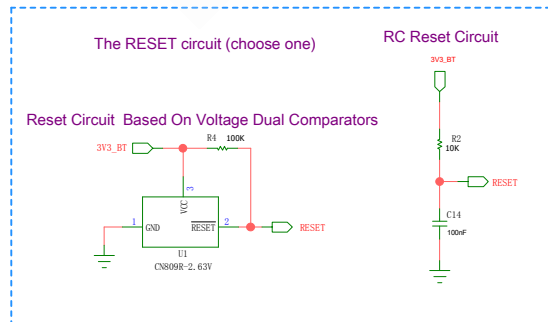 The RESET circuit (choose one)
RC Reset Circuit
3V3_BT
Reset Circuit Based On Voltage Dual Comparators
R4 100K
3V3_BT
R2
10K
RESET
3
VCC
1
GND
RESET
2
RESET
C14
100nF
U1
CN809R-2.63V